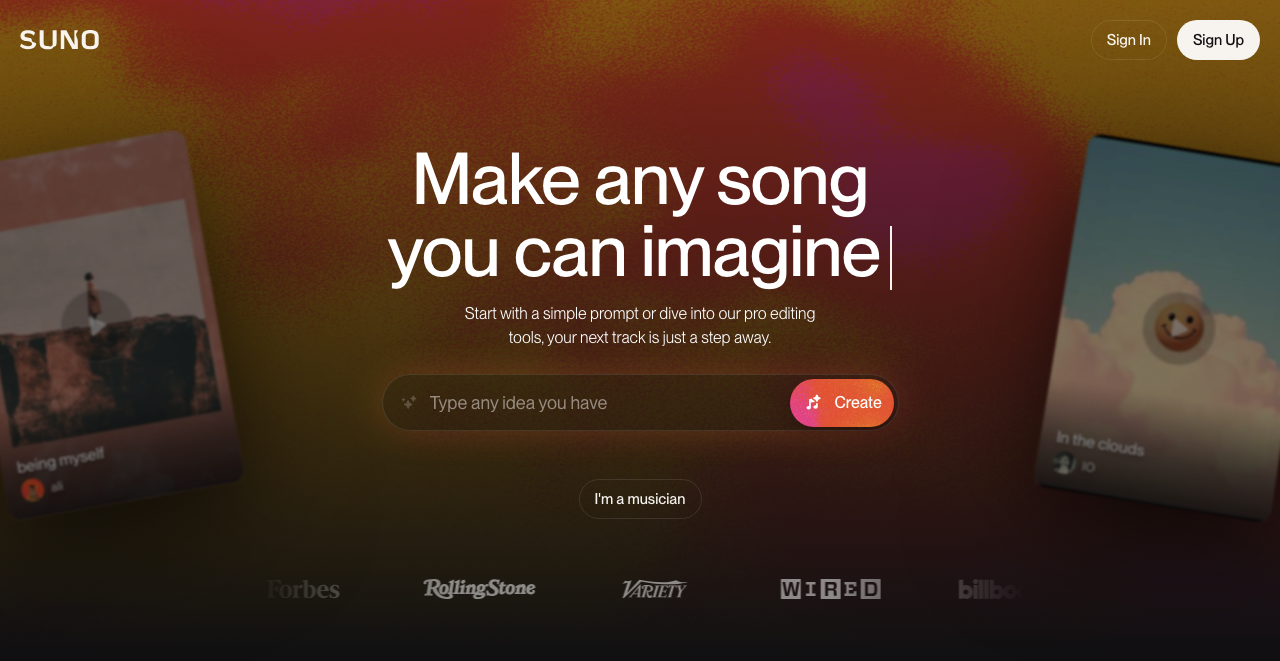 SUNO
Sign In
Sign Up
Make any song
you can imagine
Start with a simple prompt or dive into our pro editing
tools, your next track is just a step away.
Type any idea you have
Create
being myself
ali
In the clouds
IO
I'm a musician
Forbes
RollingStone
VARIETY
WIRED
billbo